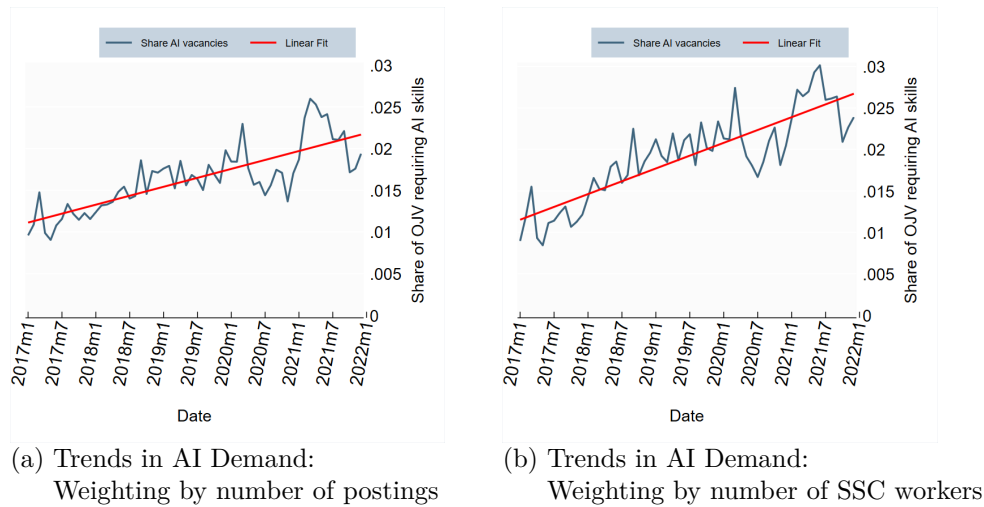 Share AI vacancies Linear Fit
.03
.025
.02
.015
.01
.005
0
Share of OJV requiring AI skills
2017m1 2017m7 2018m1 2018m7 2019m1 2019m7 2020m1 2020m7 2021m1 2021m7 2022m1
Date
(a) Trends in AI Demand:
Weighting by number of postings
Share AI vacancies Linear Fit
.03
.025
.02
.015
.01
.005
0
Share of OJV requiring AI skills
2017m1 2017m7 2018m1 2018m7 2019m1 2019m7 2020m1 2020m7 2021m1 2021m7 2022m1
Date
(b) Trends in AI Demand:
Weighting by number of SSC workers